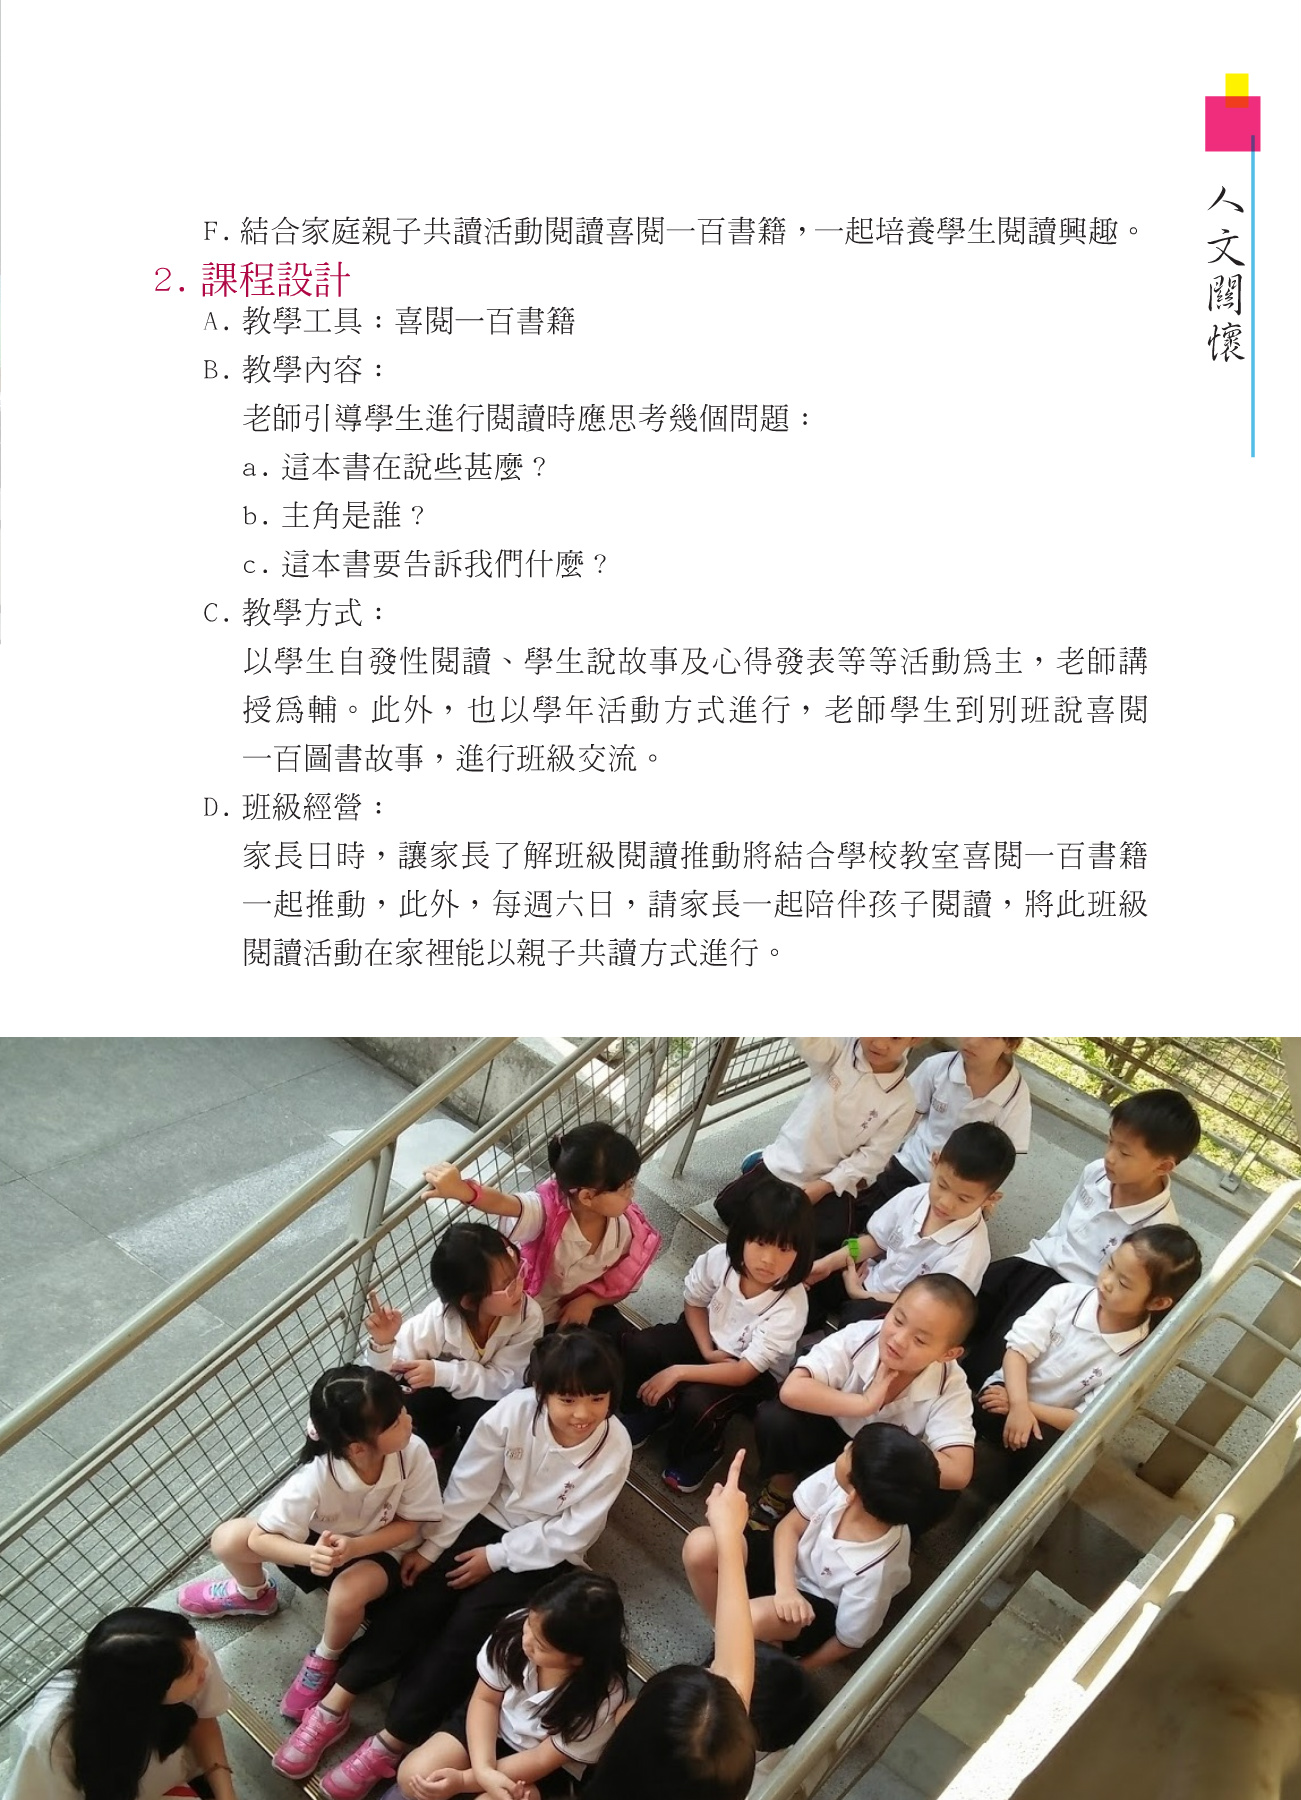 人文關懷
F. 結合家庭親子共讀活動閱讀喜閱一百書籍，一起培養學生閱讀興趣。
2. 課程設計
A. 教學工具：喜閱一百書籍
B. 教學內容：
老師引導學生進行閱讀時應思考幾個問題：
a. 這本書在說些甚麼？
b. 主角是誰？
c. 這本書要告訴我們什麼？
C. 教學方式：
以學生自發性閱讀、學生說故事及心得發表等等活動為主，老師講
授為輔。此外，也以學年活動方式進行，老師學生到別班說喜閱
一百圖書故事，進行班級交流。
D. 班級經營：
家長日時，讓家長了解班級閱讀推動將結合學校教室喜閱一百書籍
一起推動，此外，每週六日，請家長一起陪伴孩子閱讀，將此班級
閱讀活動在家裡能以親子共讀方式進行。